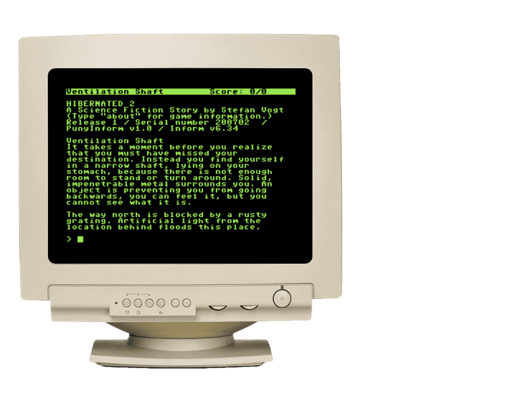 Ventilation Shaft Score: 0/0
HIBERNATED 2
A Science Fiction Story by Stefan Vogt
(Type "about" for game information.)
Release 1 / Serial number 200702 /
PunyInform v1.0 / Inform v6.34
Ventilation Shaft
It takes a moment before you realize
that you must have missed your
destination. Instead you find yourself
in a narrow shaft, lying on your
stomach, because there is not enough
room to stand or turn around. Solid,
impenetrable metal surrounds you. An
object is preventing you from going
backwards, you can feel it, but you
cannot see what it is.
The way north is blocked by a rusty
grating. Artificial light from the
location behind floods this place.
>